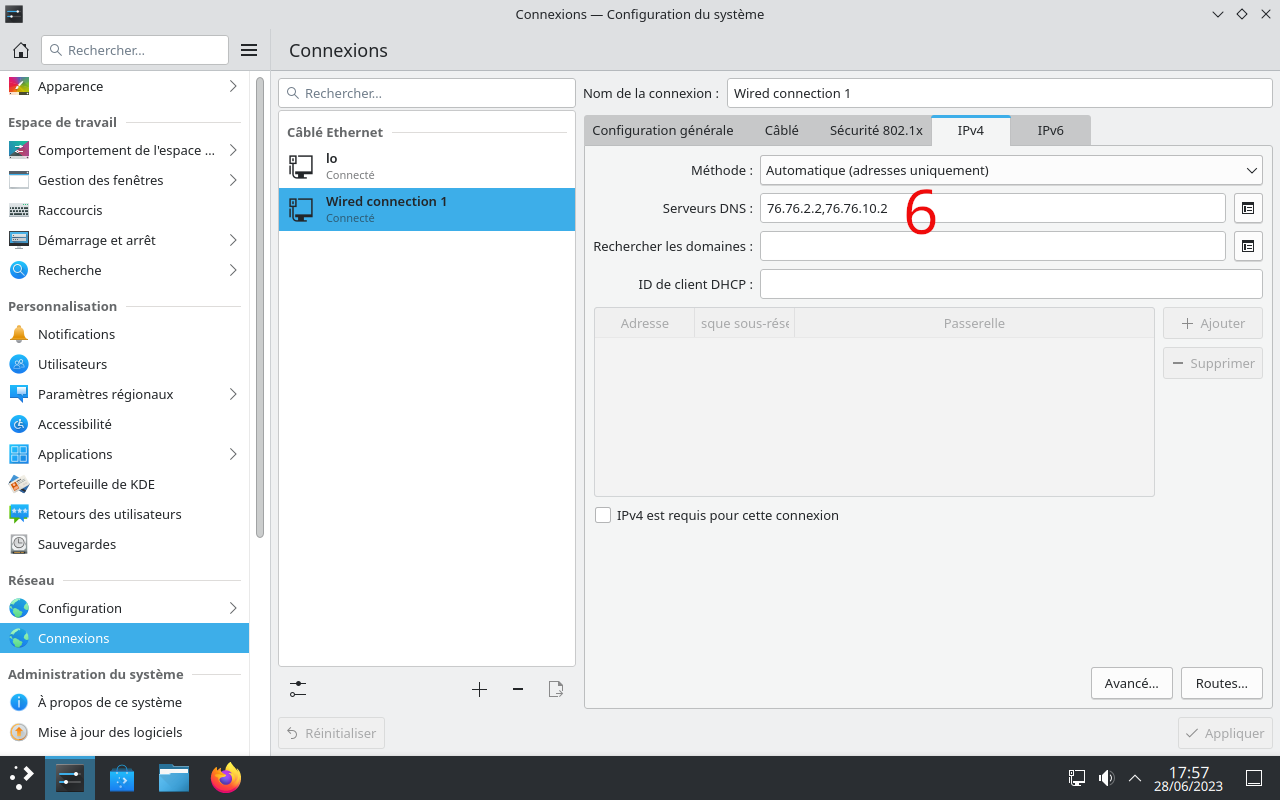 Connexions — Configuration du système
Rechercher...
Connexions
Apparence
Espace de travail
Comportement de l'espace ...
Gestion des fenêtres
Raccourcis
Démarrage et arrêt
Recherche
Personnalisation
Notifications
Utilisateurs
Paramètres régionaux
Accessibilité
Applications
Portefeuille de KDE
Retours des utilisateurs
Sauvegardes
Réseau
Configuration
Connexions
Administration du système
À propos de ce système
Mise à jour des logiciels
Rechercher...
Câblé Ethernet
lo
Connecté
Wired connection 1
Connecté
Réinitialiser
Nom de la connexion : Wired connection 1
Configuration générale Câblé Sécurité 802.1x IPv4 IPv6
Méthode : Automatique (adresses uniquement)
Serveurs DNS : 76.76.2.2,76.76.10.2
6
Rechercher les domaines :
ID de client DHCP :
Adresse sque sous-rése Passerelle
Ajouter
Supprimer
IPv4 est requis pour cette connexion
Avancé... Routes...
Appliquer
17:57
28/06/2023